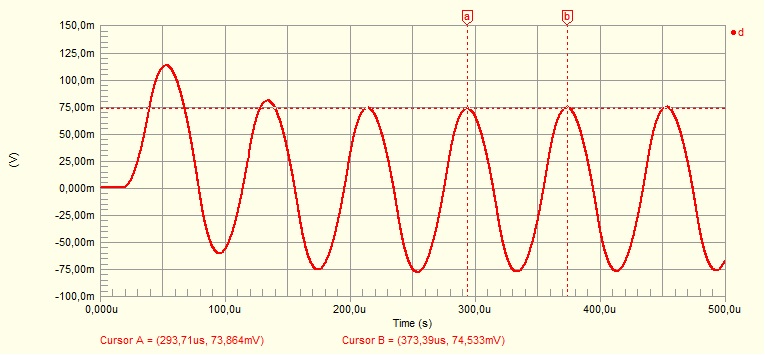 a b
150,0m
d
125,0m
100,0m
75,00m
50,00m
(V)
25,00m
0,000m
-25,00m
-50,00m
-75,00m
-100,0m
0,000u 100,0u 200,0u 300,0u 400,0u 500,0u
Time (s)
Cursor A = (293,71us, 73,864mV) Cursor B = (373,39us, 74,533mV)